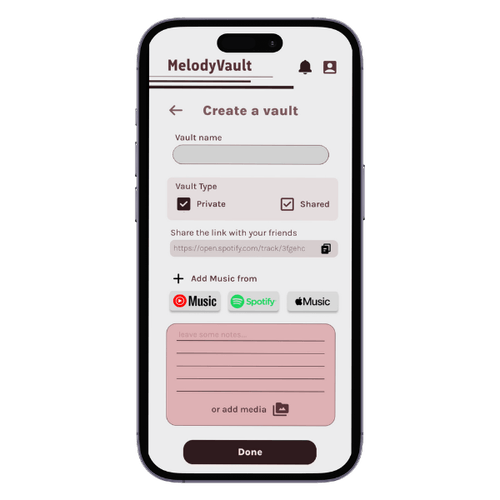 MelodyVault
Create a vault
Vault name
Vault Type
Private
Shared
Share the link with your friends
https://open.spotify.com/track/3fgehc
Add Music from
Music
Spotify
Music
leave some notes...
or add media
Done